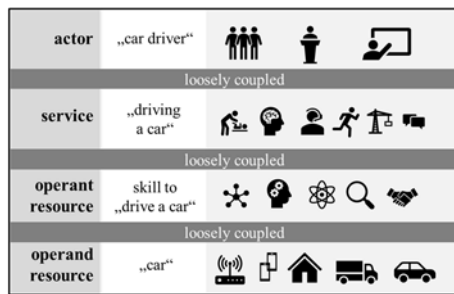 actor
„car driver“
loosely coupled
service
„driving
a car“
loosely coupled
operant
resource
skill to
„drive a car“
loosely coupled
operand
resource
„car“